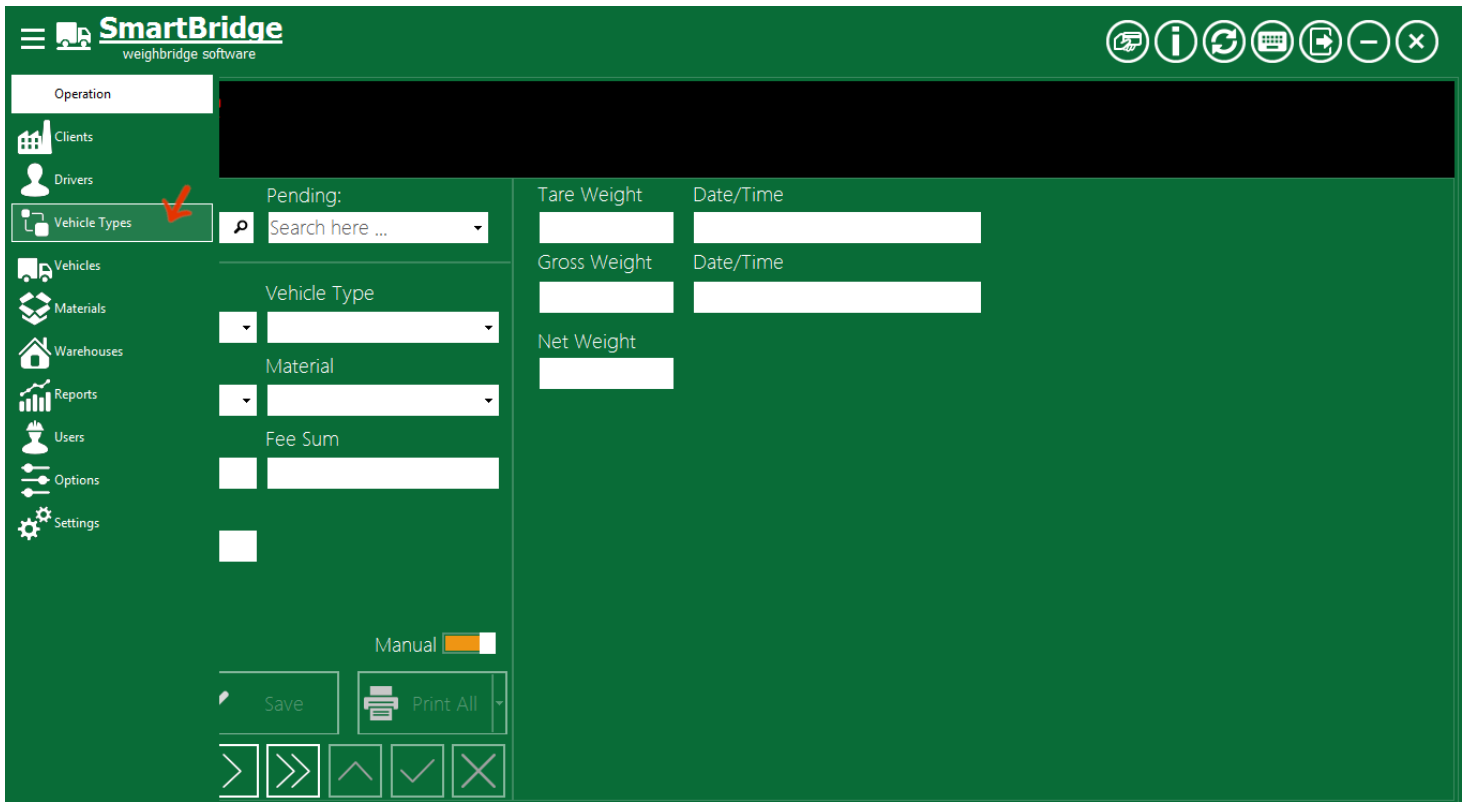 SmartBridge
weighbridge software
Operation
Clients
Drivers
Vehicle Types
Vehicles
Materials
Warehouses
Reports
Users
Options
Settings
Pending:
Search here ...
Vehicle Type
Material
Fee Sum
Manual
Save
Print All
Tare Weight
Date/Time
Gross Weight
Date/Time
Net Weight